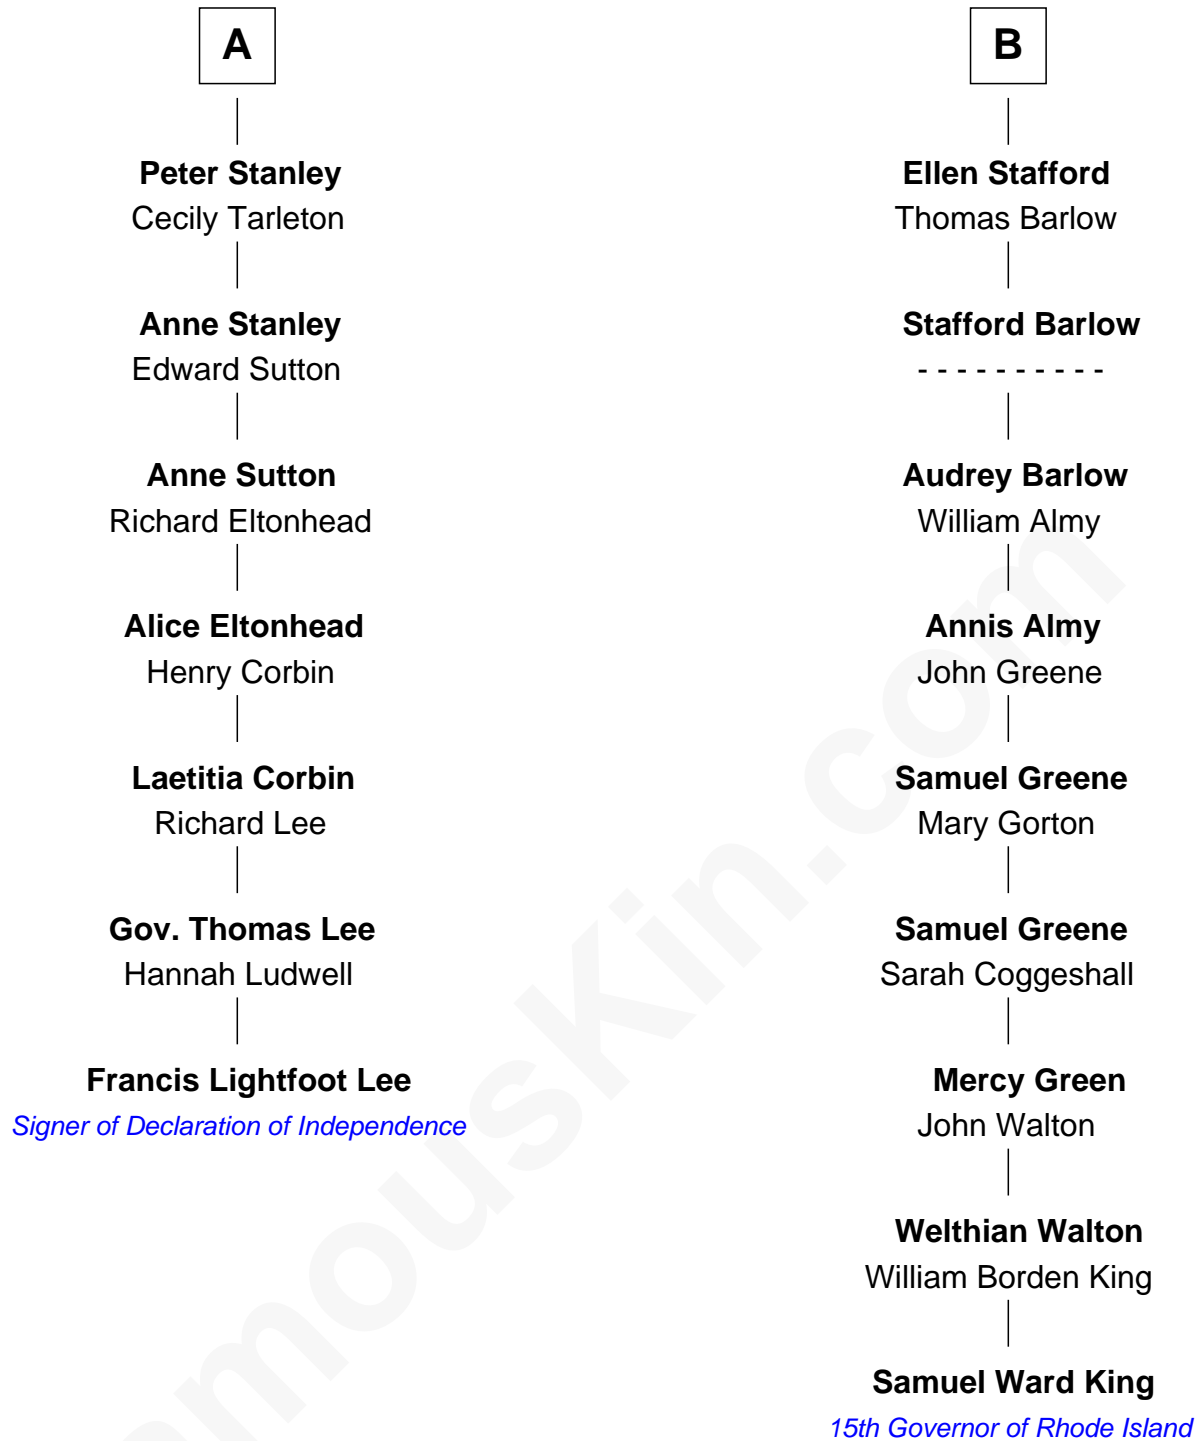 A
Peter Stanley
Cecily Tarleton
Anne Stanley
Edward Sutton
Anne Sutton
Richard Eltonhead
Alice Eltonhead
Henry Corbin
Laetitia Corbin
Richard Lee
Gov. Thomas Lee
Hannah Ludwell
Francis Lightfoot Lee
Signer of Declaration of Independence
B
Ellen Stafford
Thomas Barlow
Stafford Barlow
- - - - - - - - - -
Audrey Barlow
William Almy
Annis Almy
John Greene
Samuel Greene
Mary Gorton
Samuel Greene
Sarah Coggeshall
Mercy Green
John Walton
Welthian Walton
William Borden King
Samuel Ward King
15th Governor of Rhode Island
amouskin.com